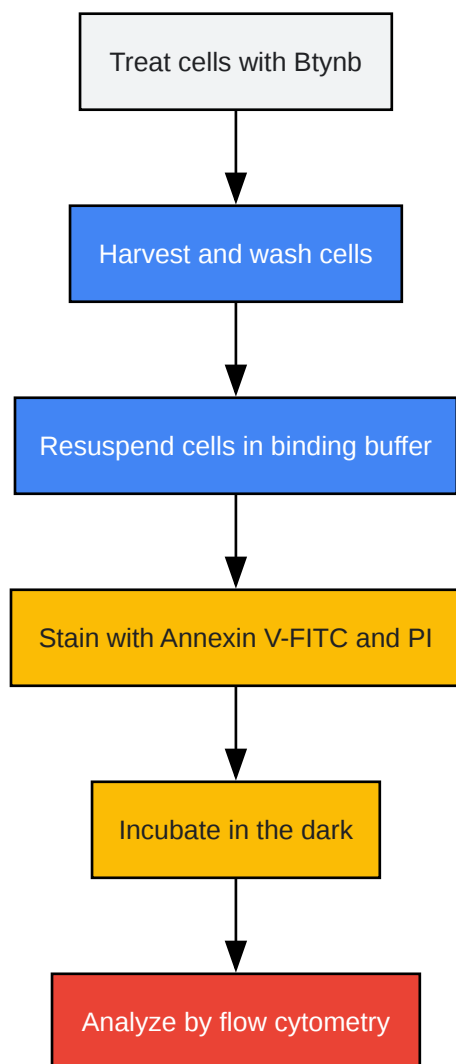 Treat cells with Btynb
Harvest and wash cells
Resuspend cells in binding buffer
Stain with Annexin V-FITC and PI
Incubate in the dark
Analyze by flow cytometry